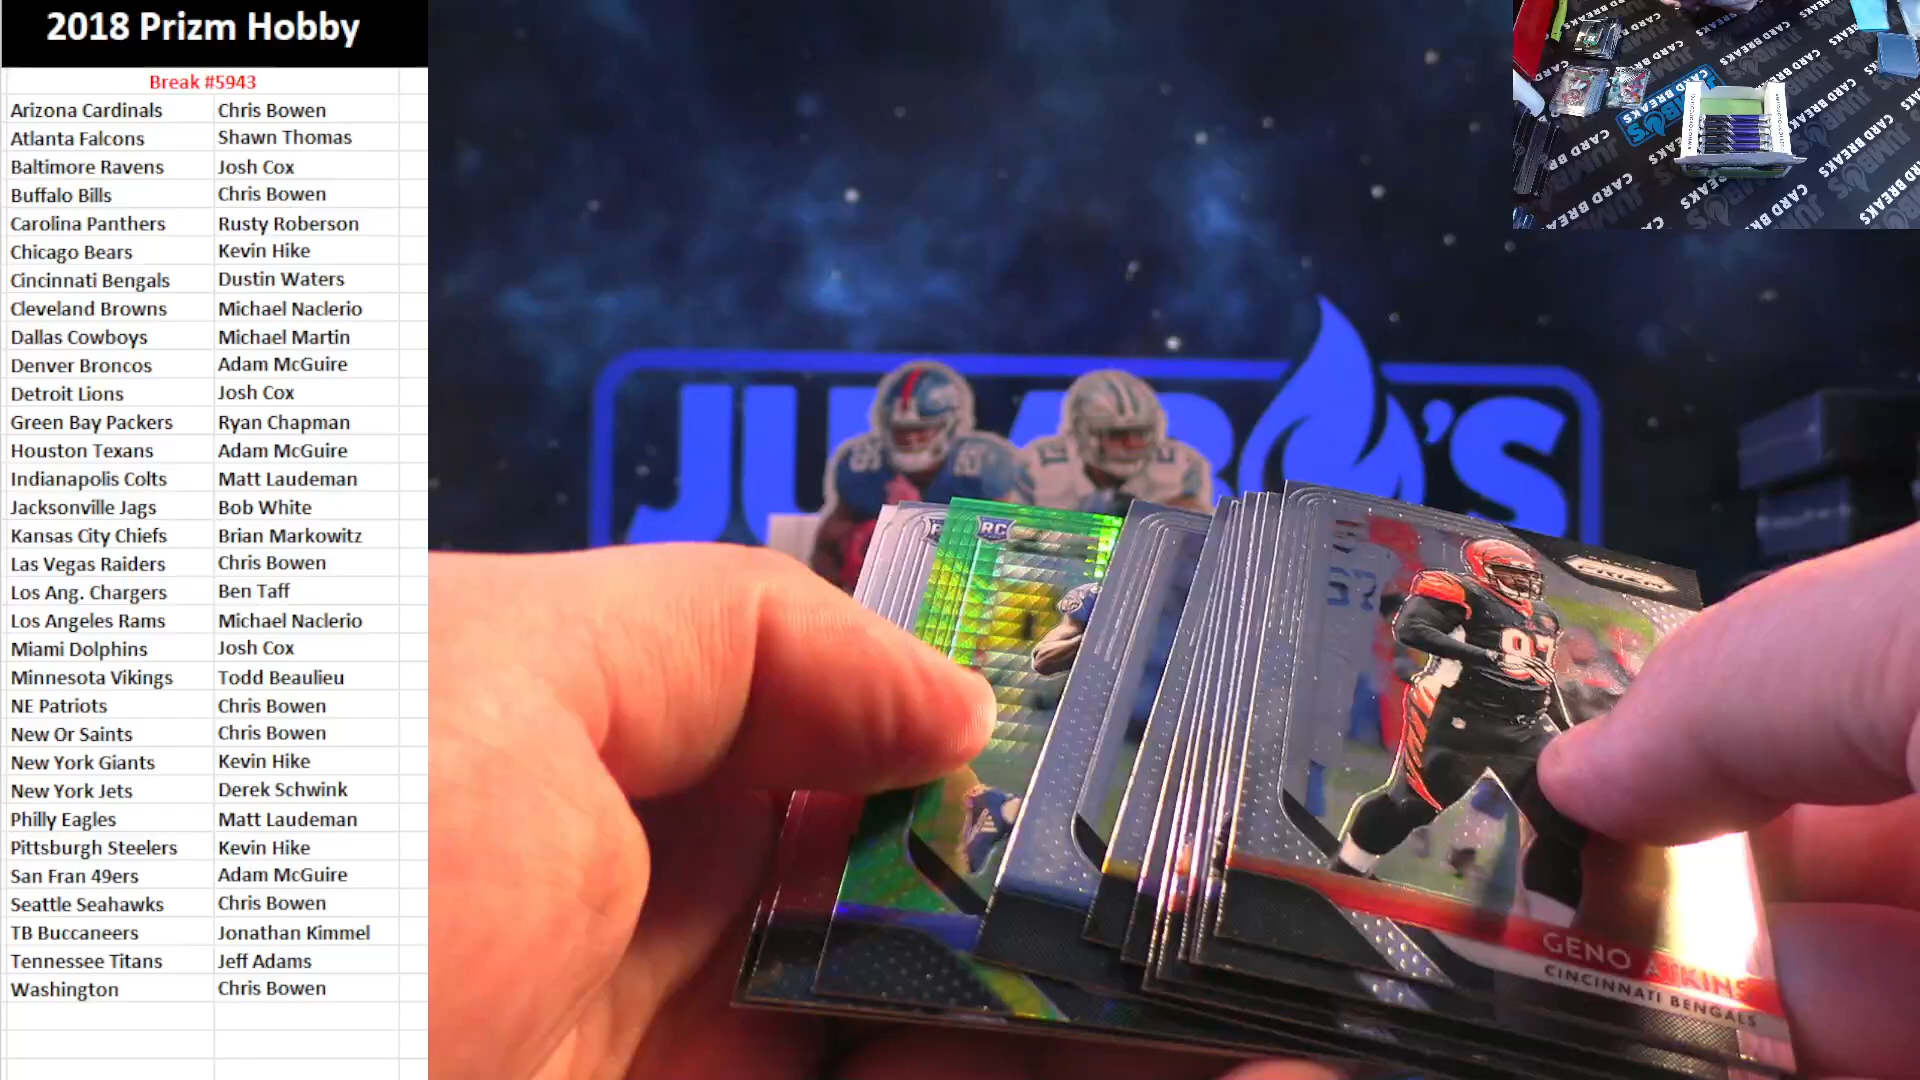 2018 Prizm Hobby
Break #5943
Arizona Cardinals Chris Bowen
Atlanta Falcons Shawn Thomas
Baltimore Ravens Josh Cox
Buffalo Bills Chris Bowen
Carolina Panthers Rusty Roberson
Chicago Bears Kevin Hike
Cincinnati Bengals Dustin Waters
Cleveland Browns Michael Naclerio
Dallas Cowboys Michael Martin
Denver Broncos Adam McGuire
Detroit Lions Josh Cox
Green Bay Packers Ryan Chapman
Houston Texans Adam McGuire
Indianapolis Colts Matt Laudeman
Jacksonville Jags Bob White
Kansas City Chiefs Brian Markowitz
Las Vegas Raiders Chris Bowen
Los Ang. Chargers Ben Taff
Los Angeles Rams Michael Naclerio
Miami Dolphins Josh Cox
Minnesota Vikings Todd Beaulieu
NE Patriots Chris Bowen
New Or Saints Chris Bowen
New York Giants Kevin Hike
New York Jets Derek Schwink
Philly Eagles Matt Laudeman
Pittsburgh Steelers Kevin Hike
San Fran 49ers Adam McGuire
Seattle Seahawks Chris Bowen
TB Buccaneers Jonathan Kimmel
Tennessee Titans Jeff Adams
Washington Chris Bowen
JUMBO'S
RC
PRIZM
97
GENO ATKINS
CINCINNATI BENGALS
JUMBO'S
CARD BREAKS